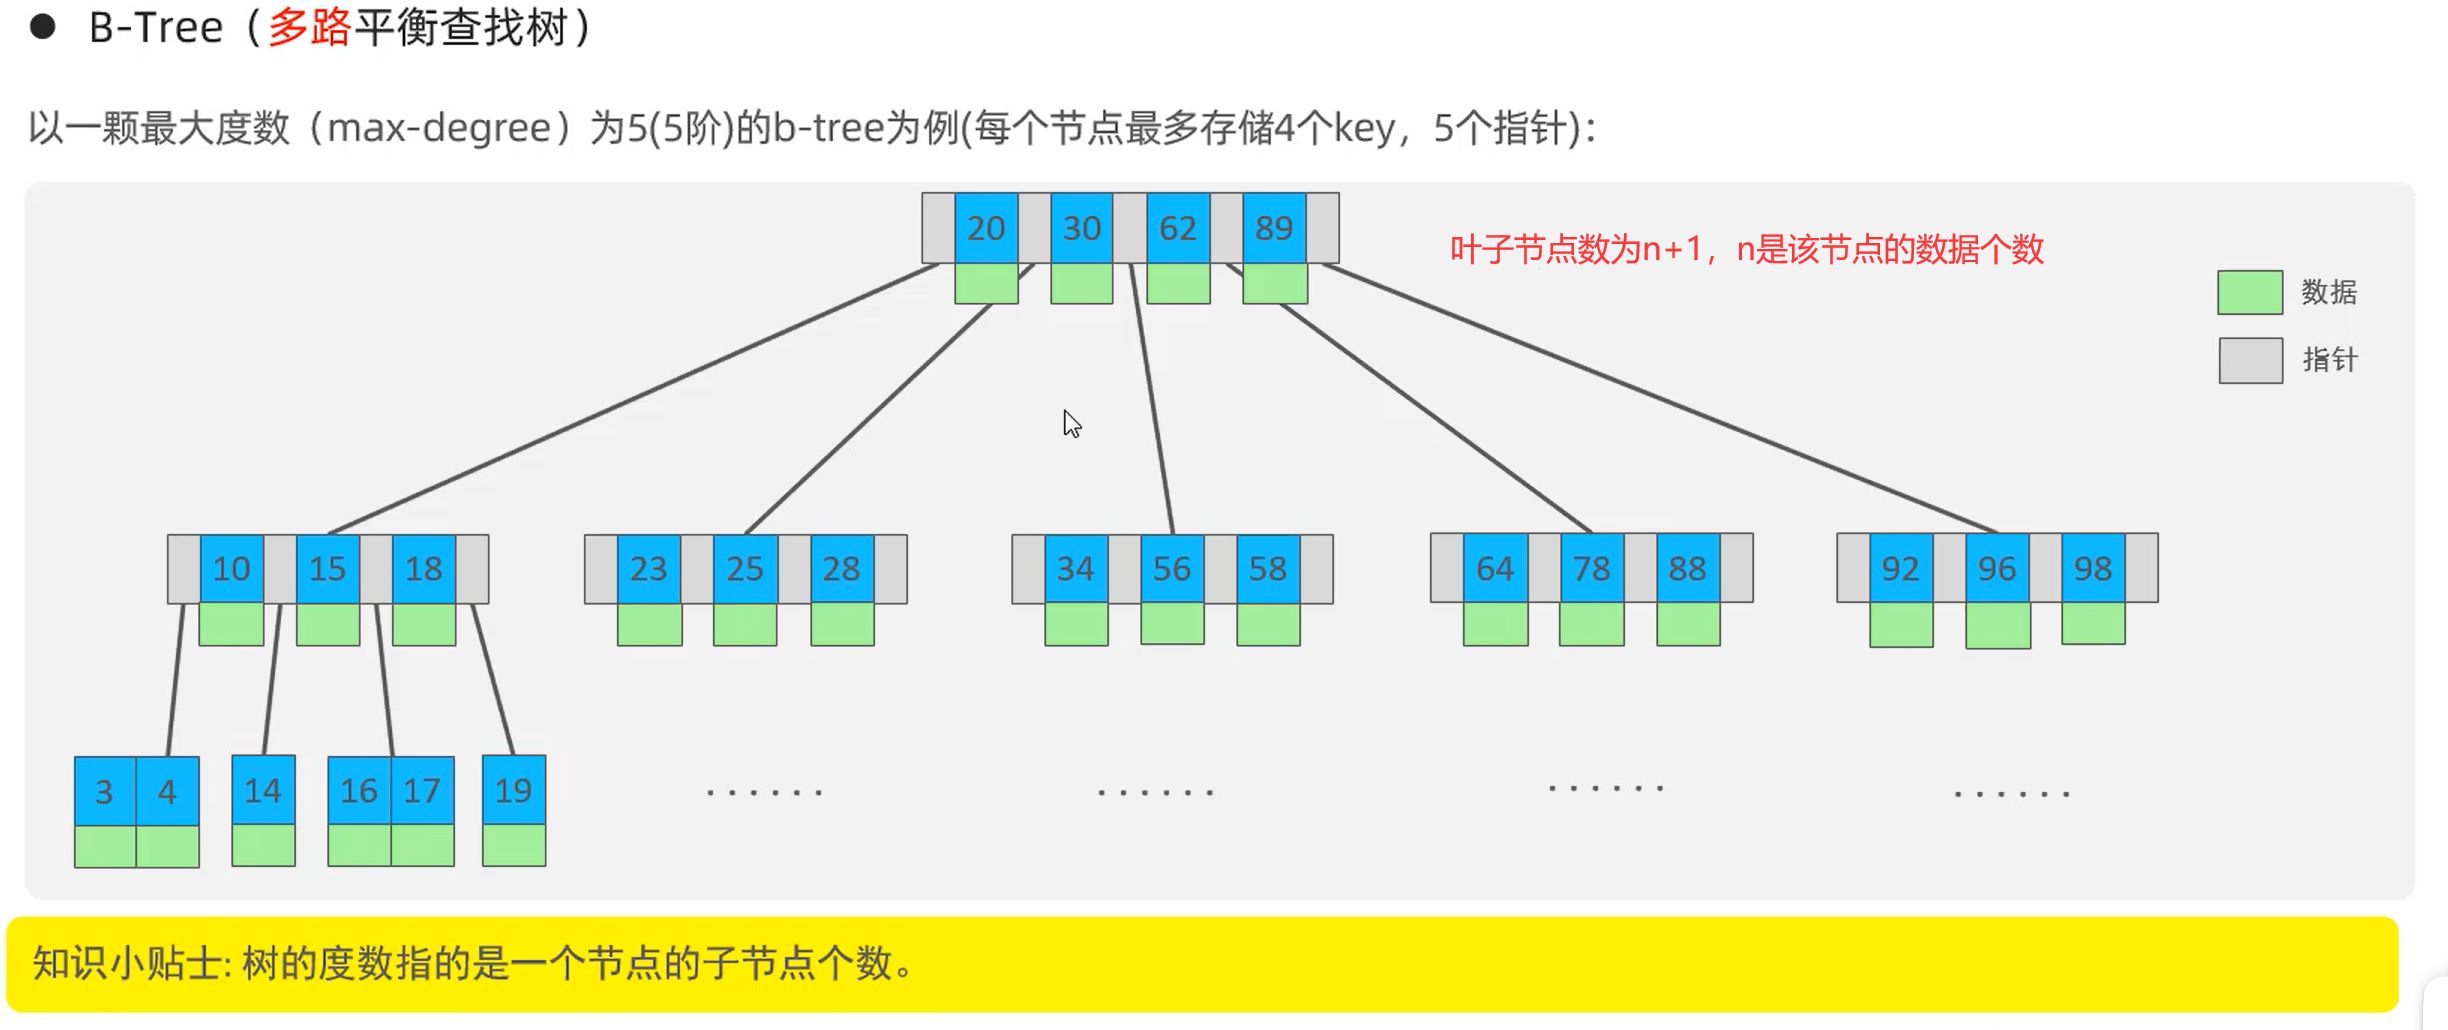 ● B-Tree（多路平衡查找树）
以一颗最大度数（max-degree）为5(5阶)的b-tree为例(每个节点最多存储4个key，5个指针)：
20 30 62 89
叶子节点数为n+1，n是该节点的数据个数
数据
指针
10 15 18 23 25 28 34 56 58 64 78 88 92 96 98
3 4 14 16 17 19 ...... ...... ...... ......
知识小贴士: 树的度数指的是一个节点的子节点个数。